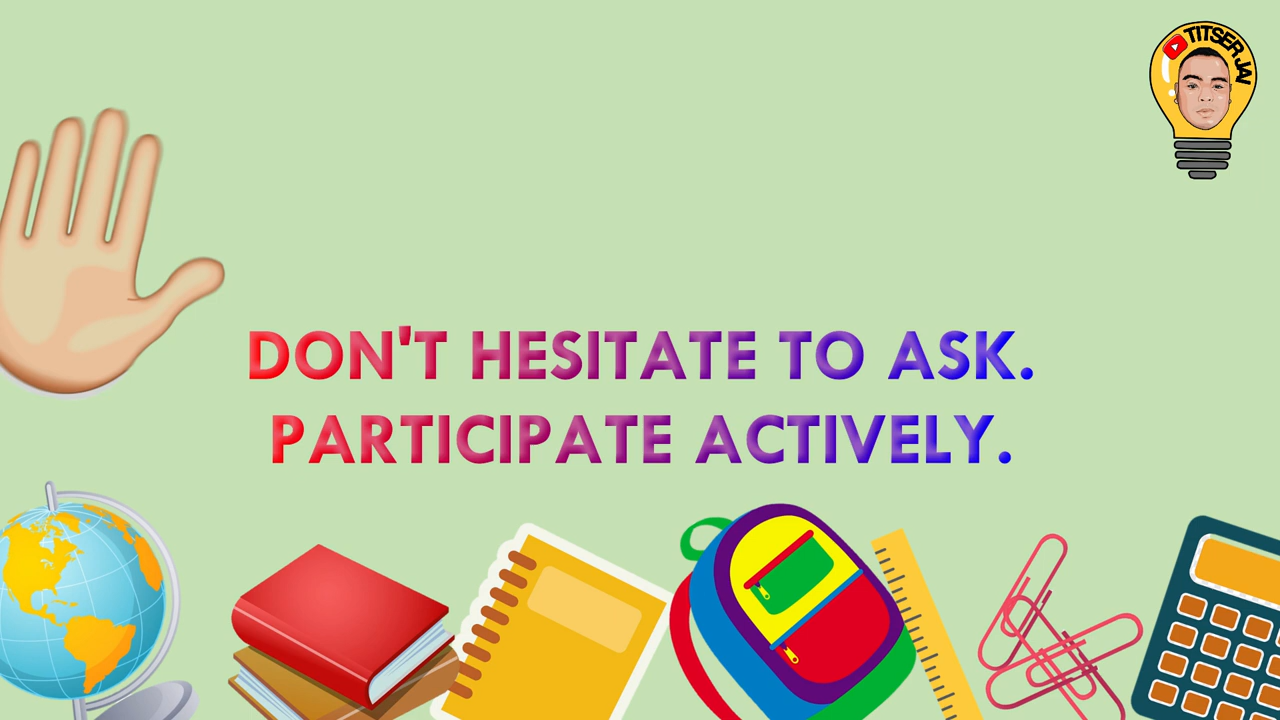 TITSER JAI
DON'T HESITATE TO ASK.
PARTICIPATE ACTIVELY.